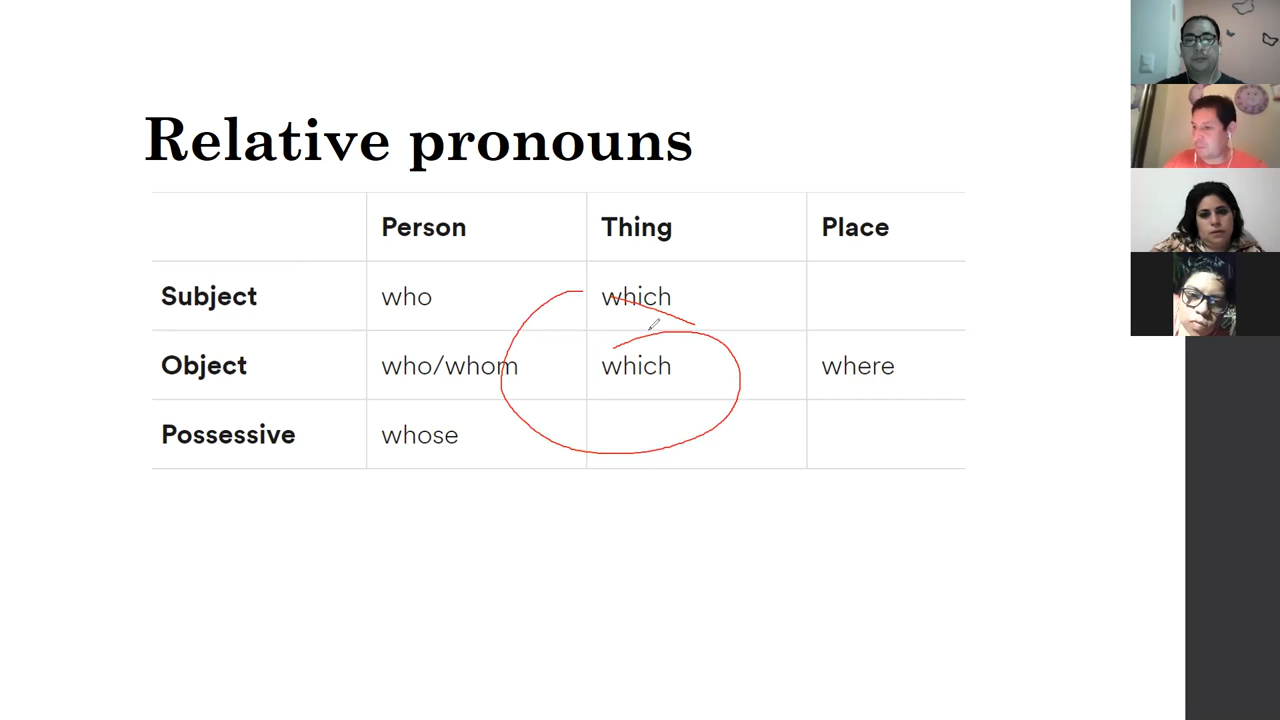 Relative pronouns
Person Thing Place
Subject who which
Object who/whom which where
Possessive whose